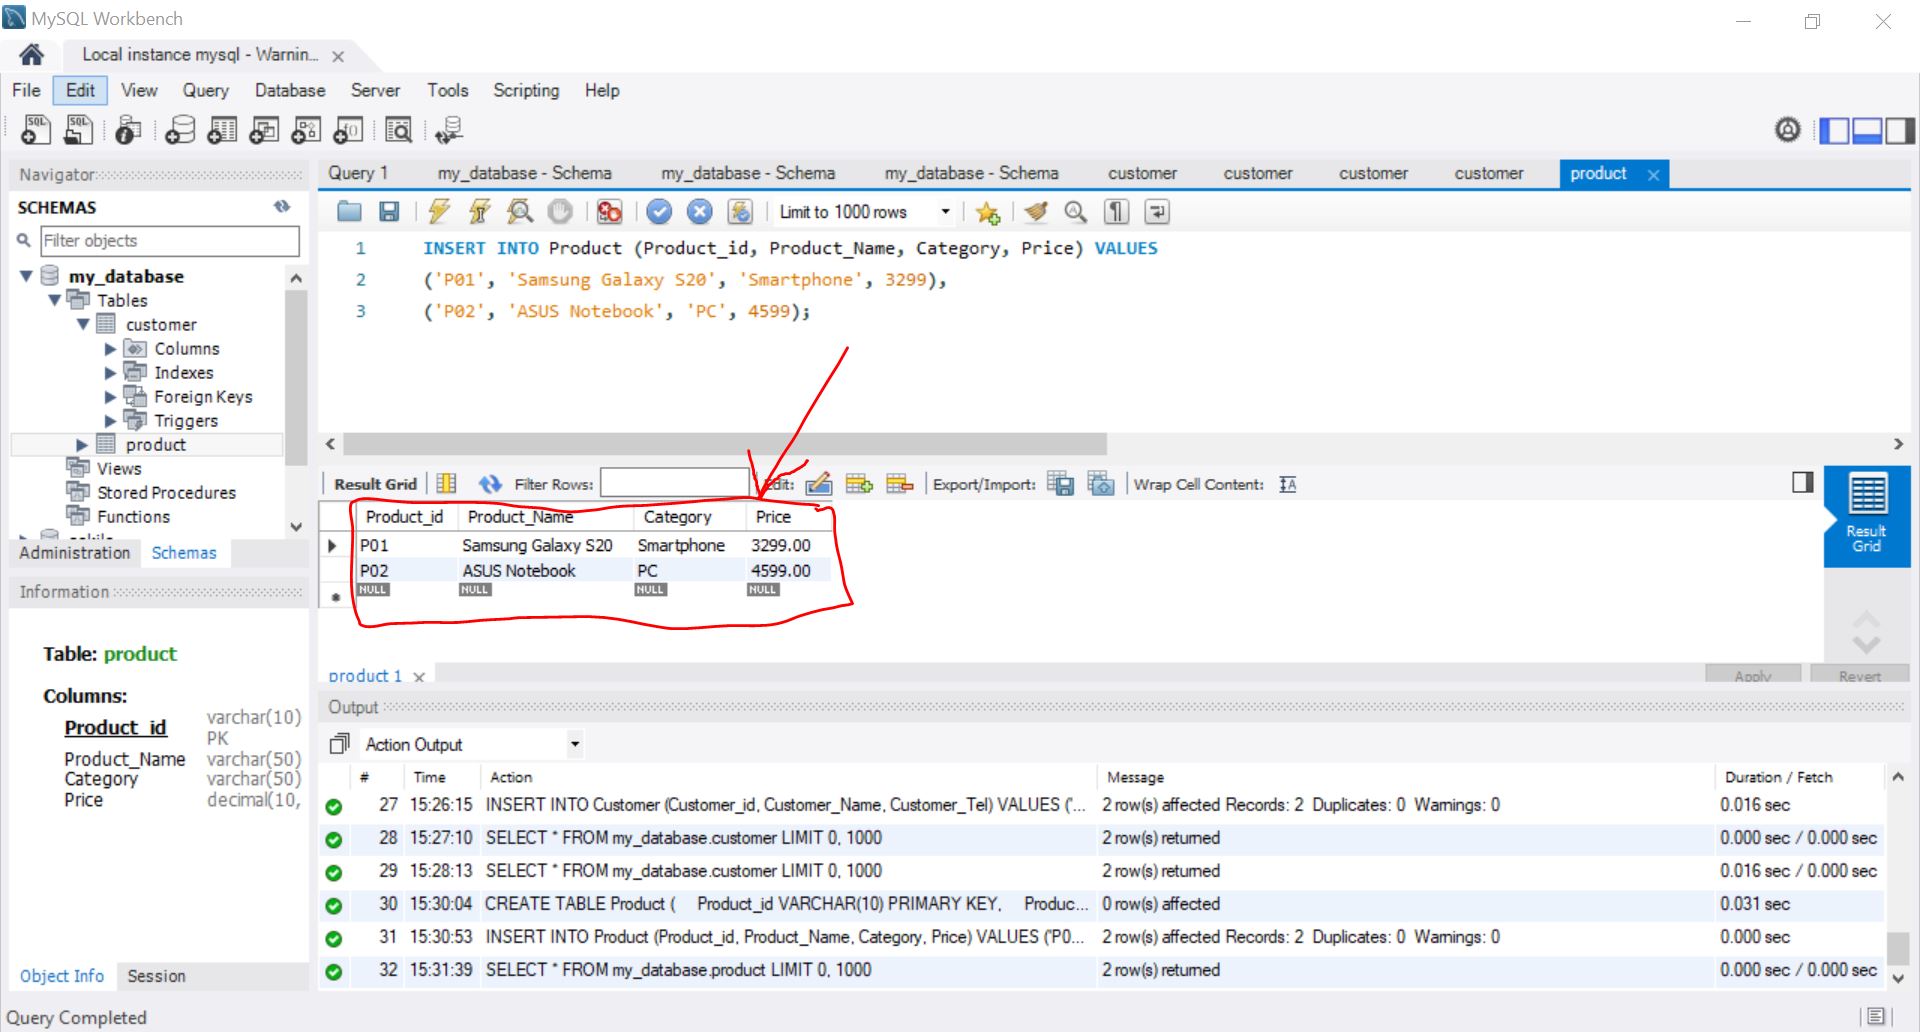 MySQL Workbench
Local instance mysql - Warnin...
File Edit View Query Database Server Tools Scripting Help
Navigator
SCHEMAS
Filter objects
my_database
Tables
customer
Columns
Indexes
Foreign Keys
Triggers
product
Views
Stored Procedures
Functions
Administration Schemas
Information
Table: product
Columns:
Product_id varchar(10) PK
Product_Name varchar(50)
Category varchar(50)
Price decimal(10,
Object Info Session
Query 1 my_database - Schema my_database - Schema my_database - Schema customer customer customer customer product
Limit to 1000 rows
1 INSERT INTO Product (Product_id, Product_Name, Category, Price) VALUES
2 ('P01', 'Samsung Galaxy S20', 'Smartphone', 3299),
3 ('P02', 'ASUS Notebook', 'PC', 4599);
Result Grid Filter Rows: Edit: Export/Import: Wrap Cell Content:
Product_id Product_Name Category Price
P01 Samsung Galaxy S20 Smartphone 3299.00
P02 ASUS Notebook PC 4599.00
NULL NULL NULL NULL
Result
Grid
product 1 Apply Revert
Output
Action Output
# Time Action Message Duration / Fetch
27 15:26:15 INSERT INTO Customer (Customer_id, Customer_Name, Customer_Tel) VALUES ('... 2 row(s) affected Records: 2 Duplicates: 0 Warnings: 0 0.016 sec
28 15:27:10 SELECT * FROM my_database.customer LIMIT 0, 1000 2 row(s) returned 0.000 sec / 0.000 sec
29 15:28:13 SELECT * FROM my_database.customer LIMIT 0, 1000 2 row(s) returned 0.016 sec / 0.000 sec
30 15:30:04 CREATE TABLE Product ( Product_id VARCHAR(10) PRIMARY KEY, Produc... 0 row(s) affected 0.031 sec
31 15:30:53 INSERT INTO Product (Product_id, Product_Name, Category, Price) VALUES ('P0... 2 row(s) affected Records: 2 Duplicates: 0 Warnings: 0 0.000 sec
32 15:31:39 SELECT * FROM my_database.product LIMIT 0, 1000 2 row(s) returned 0.000 sec / 0.000 sec
Query Completed